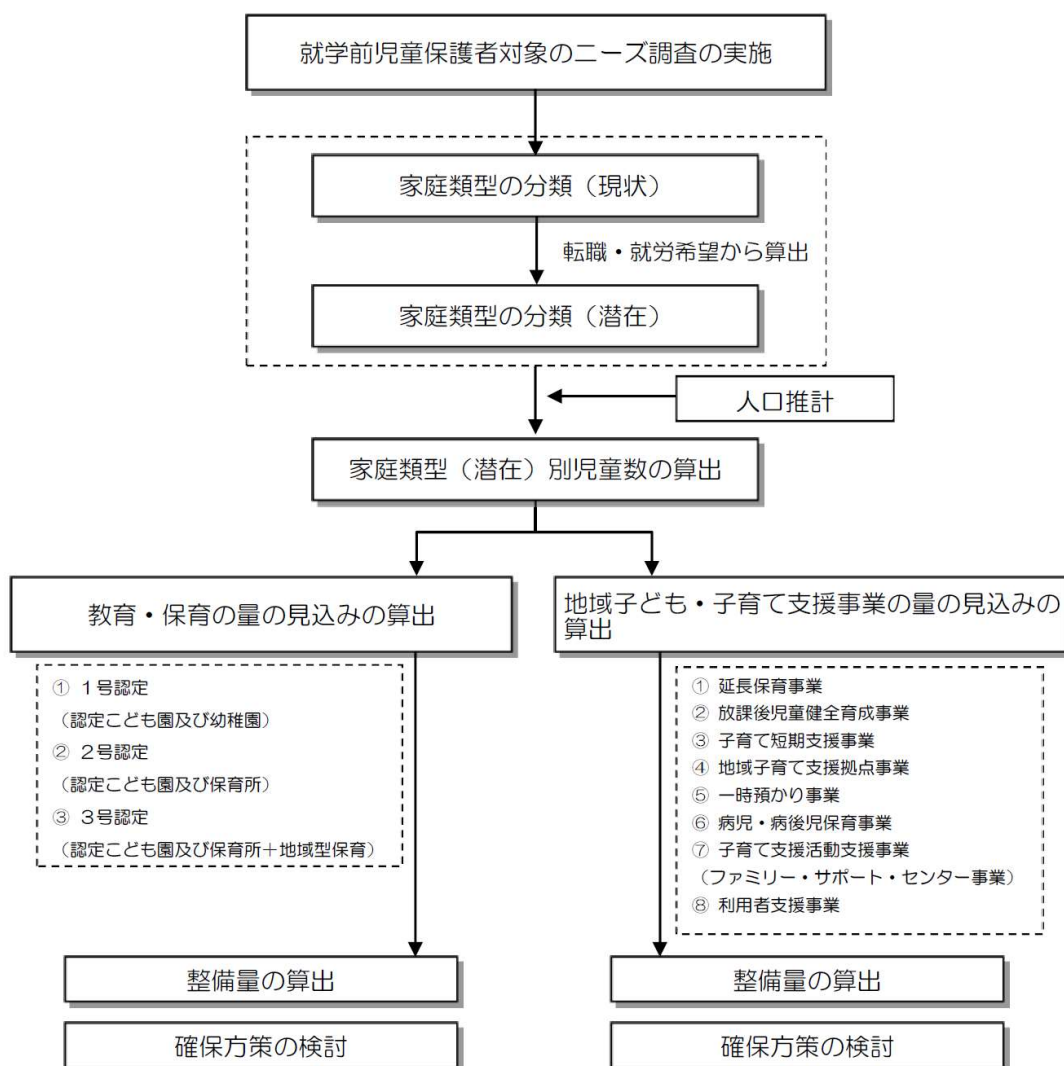 就学前児童保護者対象のニーズ調査の実施
家庭類型の分類（現状）
転職・就労希望から算出
家庭類型の分類（潜在）
人口推計
家庭類型（潜在）別児童数の算出
教育・保育の量の見込みの算出
① １号認定
（認定こども園及び幼稚園）
② ２号認定
（認定こども園及び保育所）
③ ３号認定
（認定こども園及び保育所＋地域型保育）
整備量の算出
確保方策の検討
地域子ども・子育て支援事業の量の見込みの
算出
① 延長保育事業
② 放課後児童健全育成事業
③ 子育て短期支援事業
④ 地域子育て支援拠点事業
⑤ 一時預かり事業
⑥ 病児・病後児保育事業
⑦ 子育て支援活動支援事業
（ファミリー・サポート・センター事業）
⑧ 利用者支援事業
整備量の算出
確保方策の検討